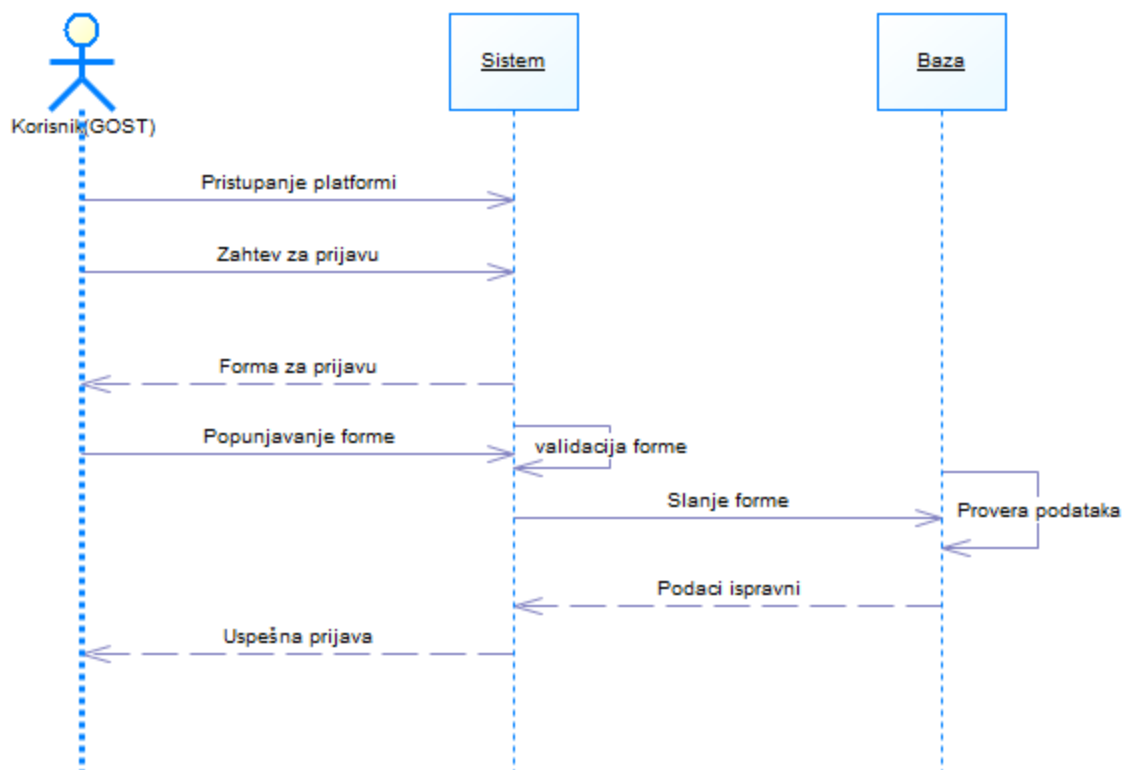 Sistem
Baza
Korisnik(GOST)
Pristupanje platformi
Zahtev za prijavu
Forma za prijavu
Popunjavanje forme
validacija forme
Slanje forme
Provera podataka
Podaci ispravni
Uspešna prijava